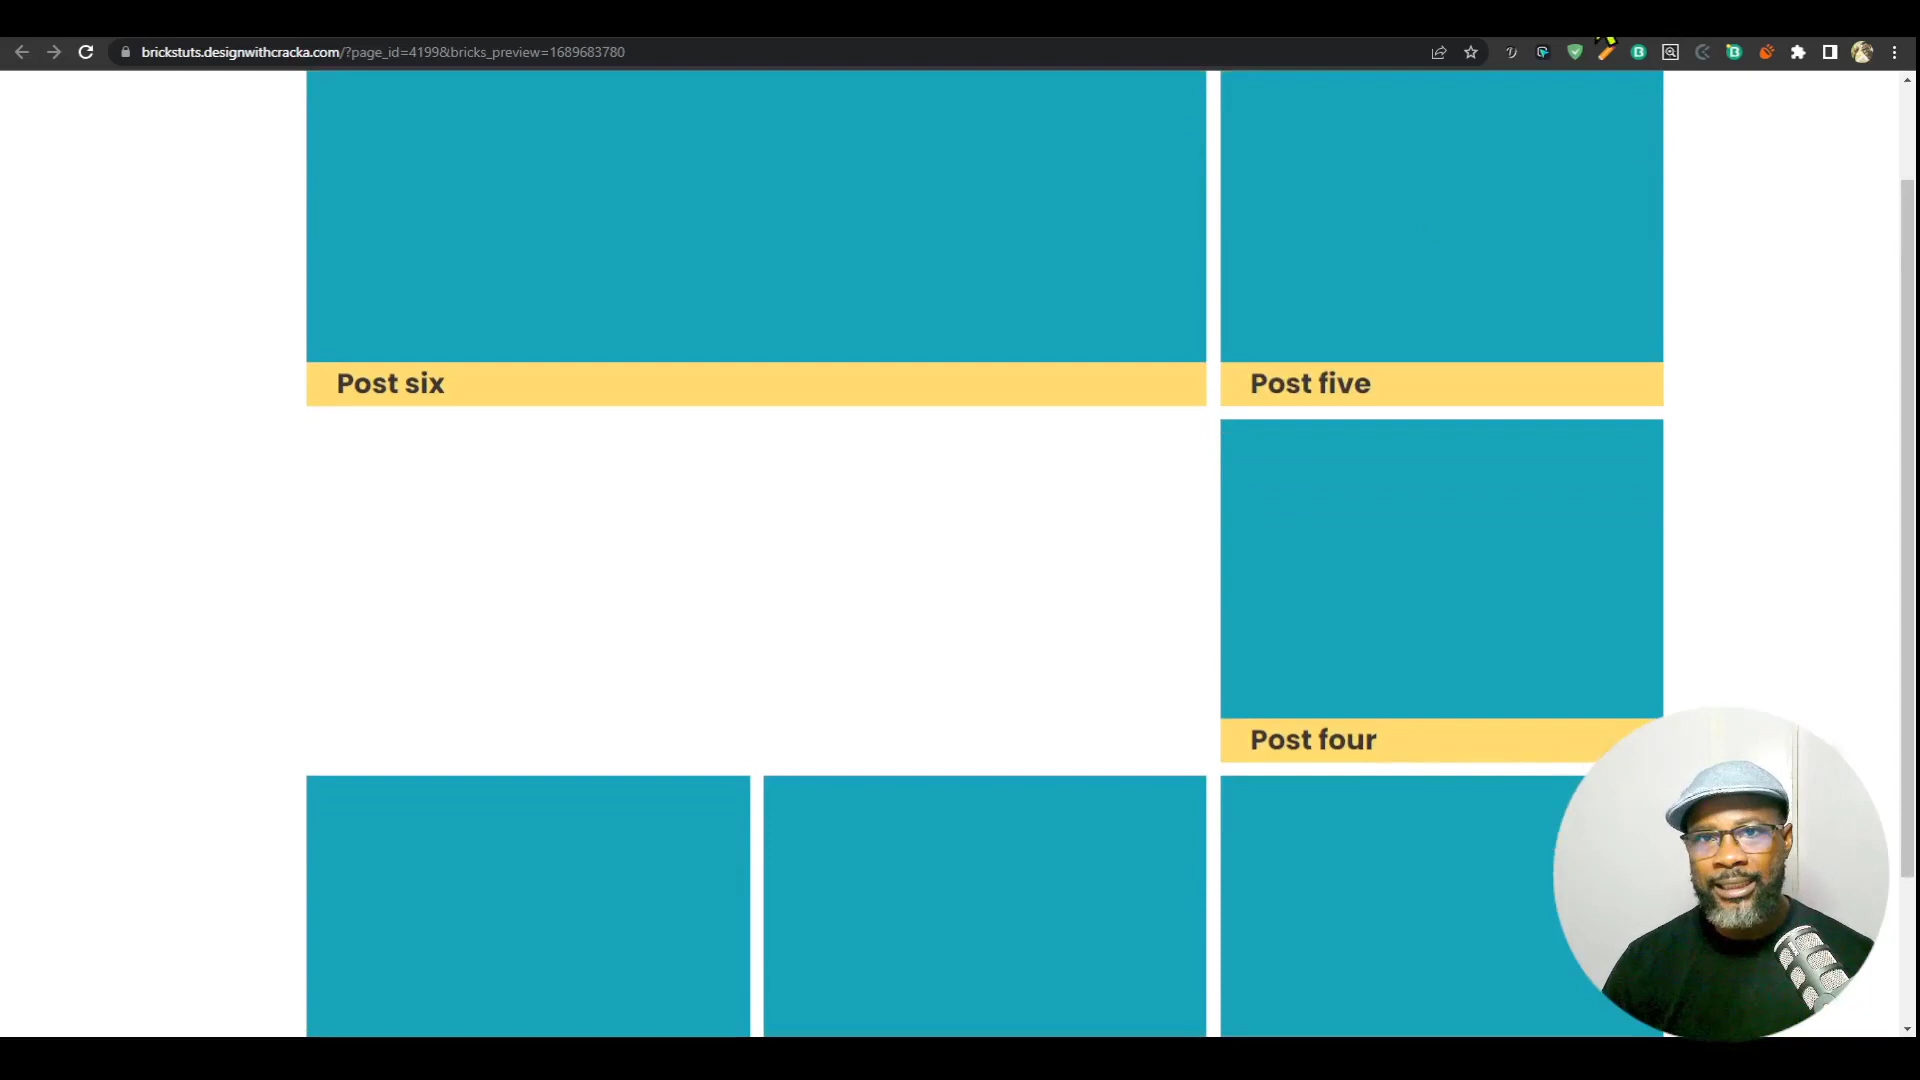 brickstuts.designwithcracka.com/?page_id=4199&bricks_preview=1689683780
Post six
Post five
Post four